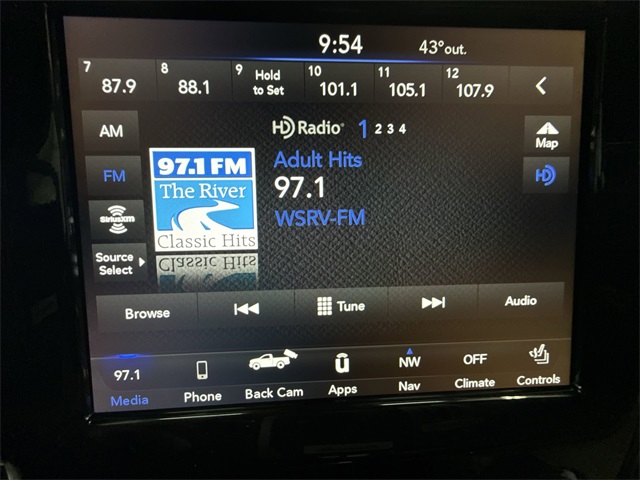 9:54
43°out.
7 8 9 10 11 12
87.9 88.1 Hold to Set 101.1 105.1 107.9
AM
HD Radio 1 2 3 4
Map
FM
97.1 FM
The River
Classic Hits
Adult Hits
97.1
WSRV-FM
HD
SiriusXM
Source
Select
Classic Hits
Browse
Tune
Audio
97.1
NW
OFF
Media
Phone
Back Cam
Apps
Nav
Climate
Controls